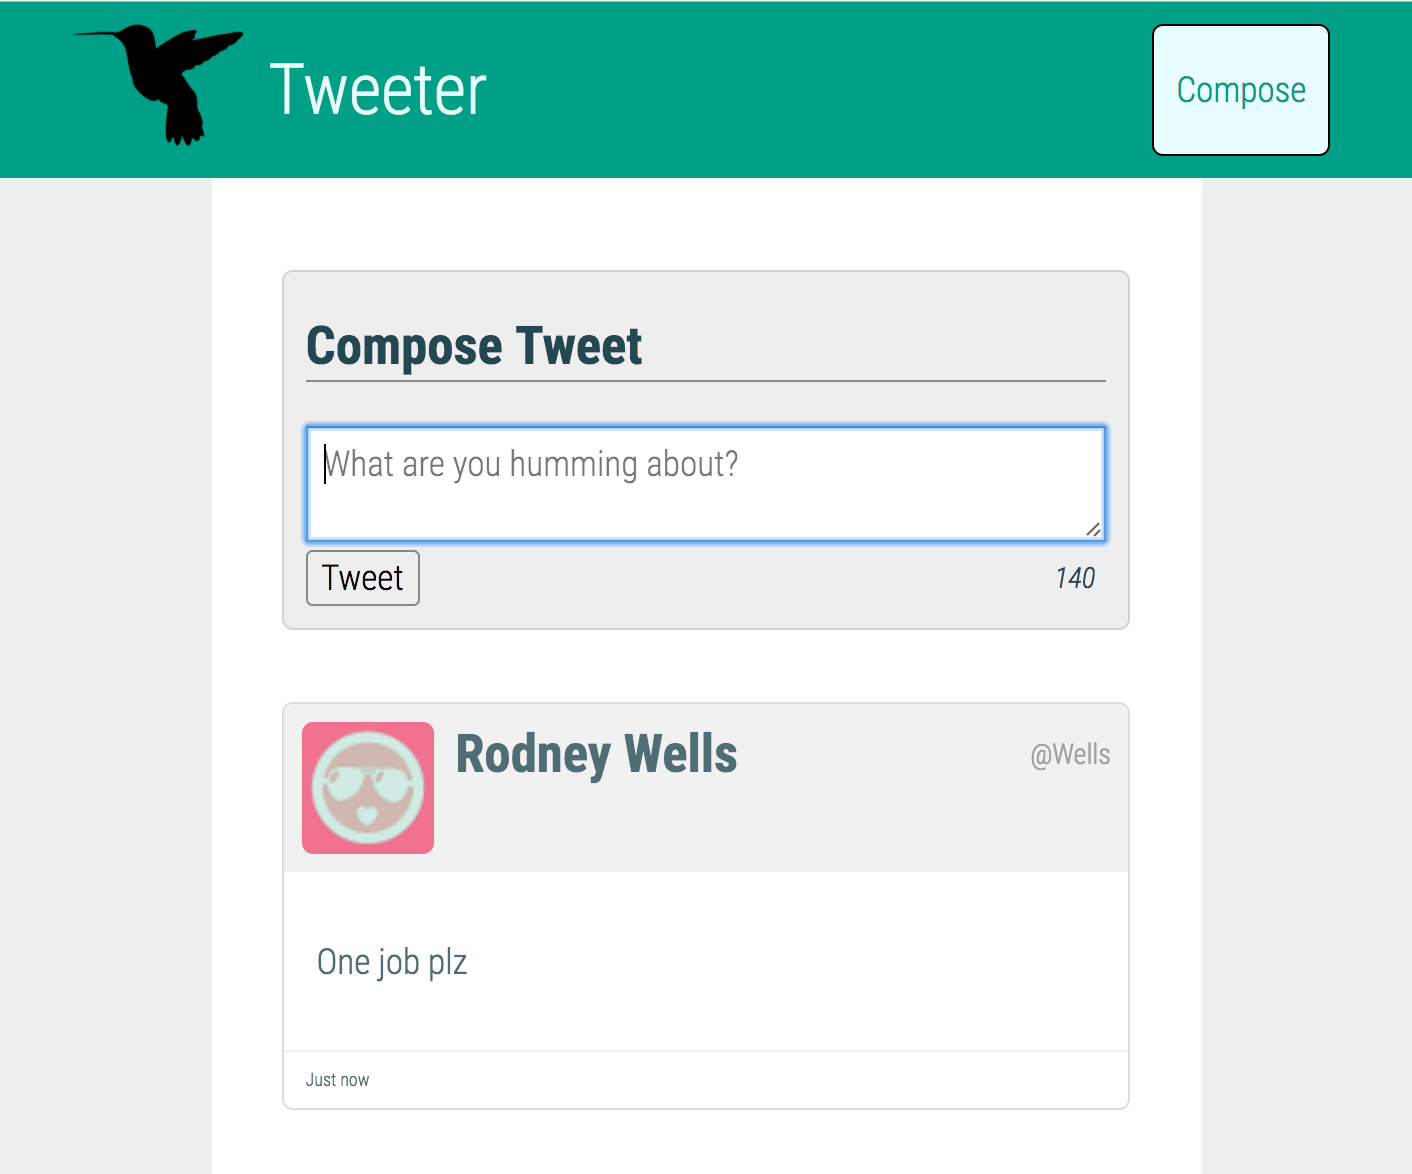 Tweeter
Compose
Compose Tweet
What are you humming about?
Tweet
140
Rodney Wells
@Wells
One job plz
Just now